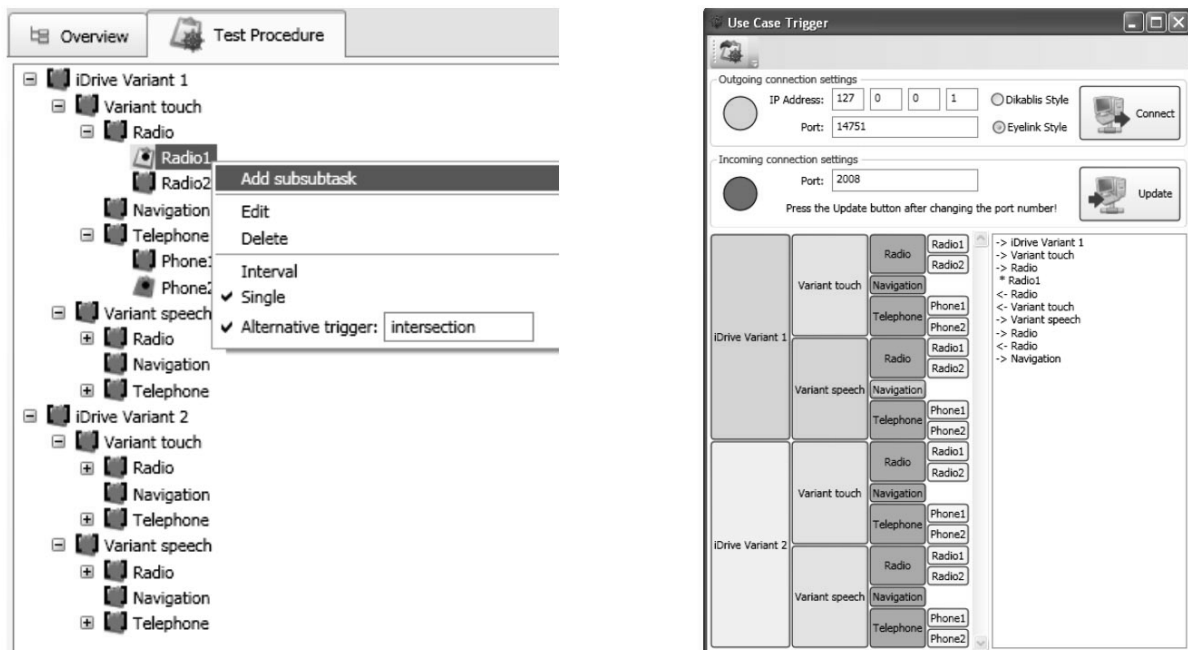 Overview
Test Procedure
iDrive Variant 1
Variant touch
Radio
Radio1
Radio2
Navigation
Telephone
Phone1
Phone2
Variant speech
Radio
Navigation
Telephone
iDrive Variant 2
Variant touch
Radio
Navigation
Telephone
Variant speech
Radio
Navigation
Telephone
Add subsubtask
Edit
Delete
Interval
Single
Alternative trigger: intersection
Use Case Trigger
Outgoing connection settings
IP Address: 127 0 0 1
Dikablis Style
Port: 14751
Eyelink Style
Connect
Incoming connection settings
Port: 2008
Press the Update button after changing the port number!
Update
iDrive Variant 1
Variant touch
Radio
Radio1
Radio2
Navigation
Telephone
Phone1
Phone2
Variant speech
Radio
Radio1
Radio2
Navigation
Telephone
Phone1
Phone2
iDrive Variant 2
Variant touch
Radio
Radio1
Radio2
Navigation
Telephone
Phone1
Phone2
Variant speech
Radio
Radio1
Radio2
Navigation
Telephone
Phone1
Phone2
-> iDrive Variant 1
-> Variant touch
-> Radio
* Radio1
<- Radio
<- Variant touch
-> Variant speech
-> Radio
<- Radio
-> Navigation